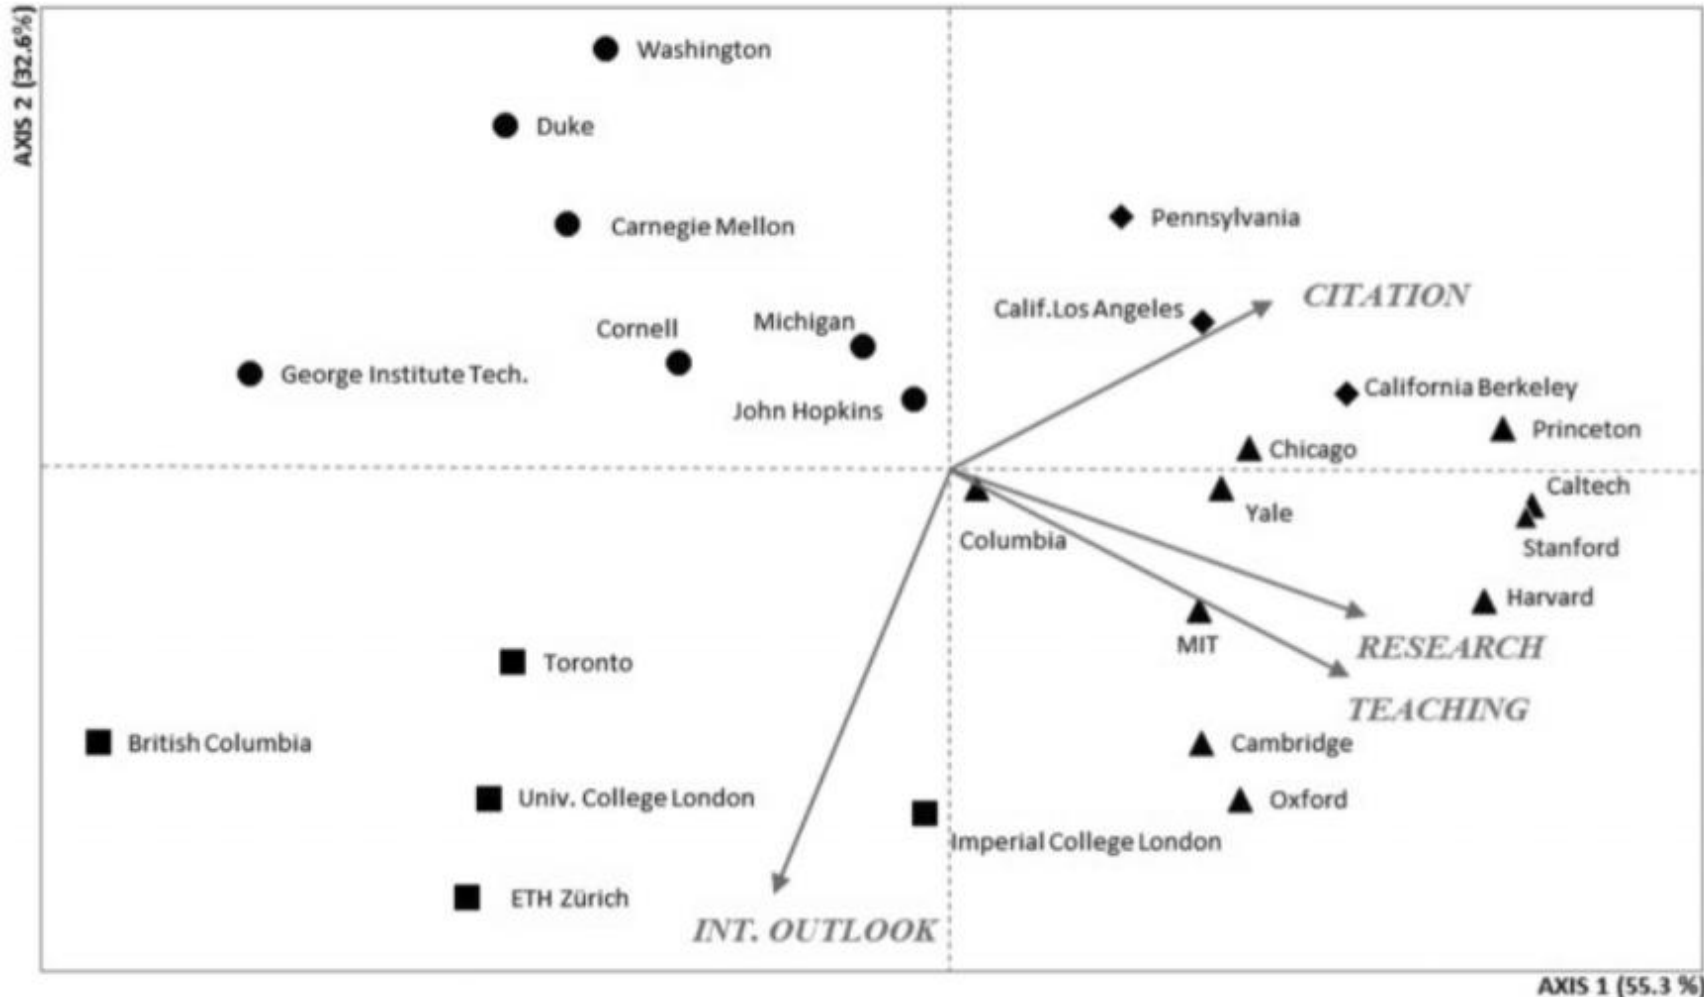 AXIS 2 (32.6%)
Washington
Duke
Carnegie Mellon
Pennsylvania
CITATION
Calif.Los Angeles
Michigan
Cornell
George Institute Tech.
California Berkeley
John Hopkins
Princeton
Chicago
Caltech
Yale
Columbia
Stanford
Harvard
MIT
RESEARCH
Toronto
TEACHING
British Columbia
Cambridge
Univ. College London
Oxford
Imperial College London
ETH Zürich
INT. OUTLOOK
AXIS 1 (55.3 %)